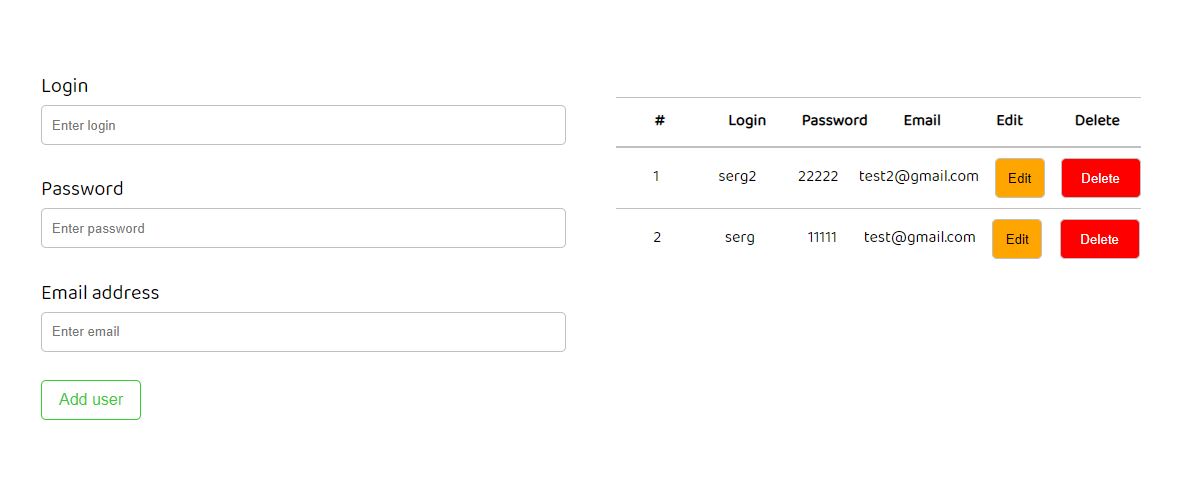 Login
Enter login
Password
Enter password
Email address
Enter email
Add user
# Login Password Email Edit Delete
1 serg2 22222 test2@gmail.com Edit Delete
2 serg 11111 test@gmail.com Edit Delete